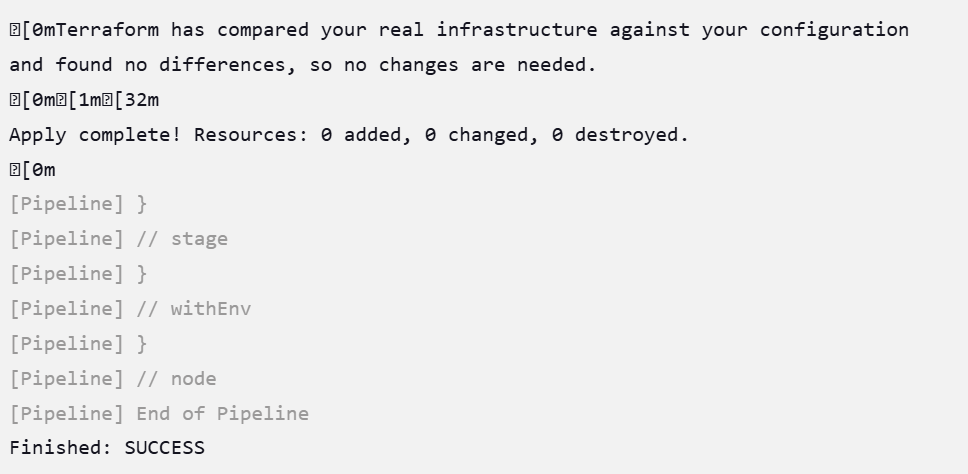 �[0mTerraform has compared your real infrastructure against your configuration
and found no differences, so no changes are needed.
�[0m�[1m�[32m
Apply complete! Resources: 0 added, 0 changed, 0 destroyed.
�[0m
[Pipeline] }
[Pipeline] // stage
[Pipeline] }
[Pipeline] // withEnv
[Pipeline] }
[Pipeline] // node
[Pipeline] End of Pipeline
Finished: SUCCESS